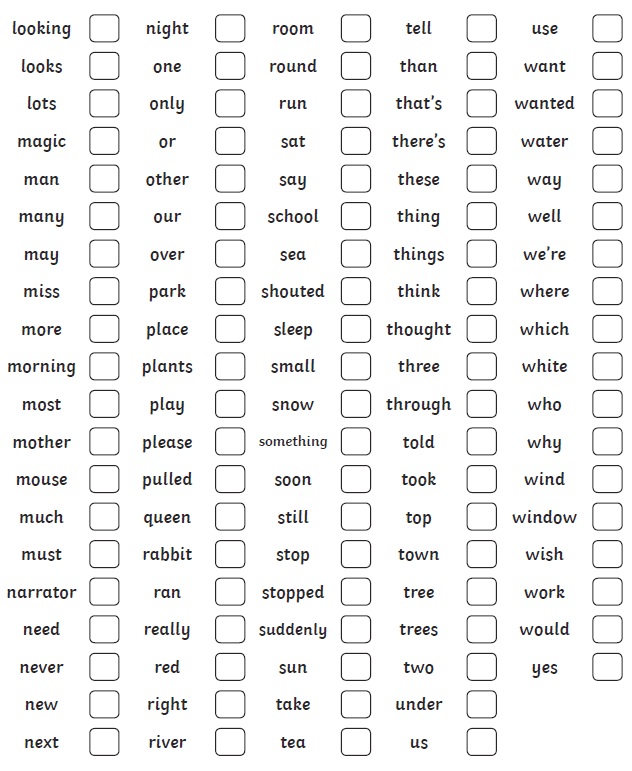 looking night room tell use
looks one round than want
lots only run that's wanted
magic or sat there's water
man other say these way
many our school thing well
may over sea things we're
miss park shouted think where
more place sleep thought which
morning plants small three white
most play snow through who
mother please something told why
mouse pulled soon took wind
much queen still top window
must rabbit stop town wish
narrator ran stopped tree work
need really suddenly trees would
never red sun two yes
new right take under
next river tea us